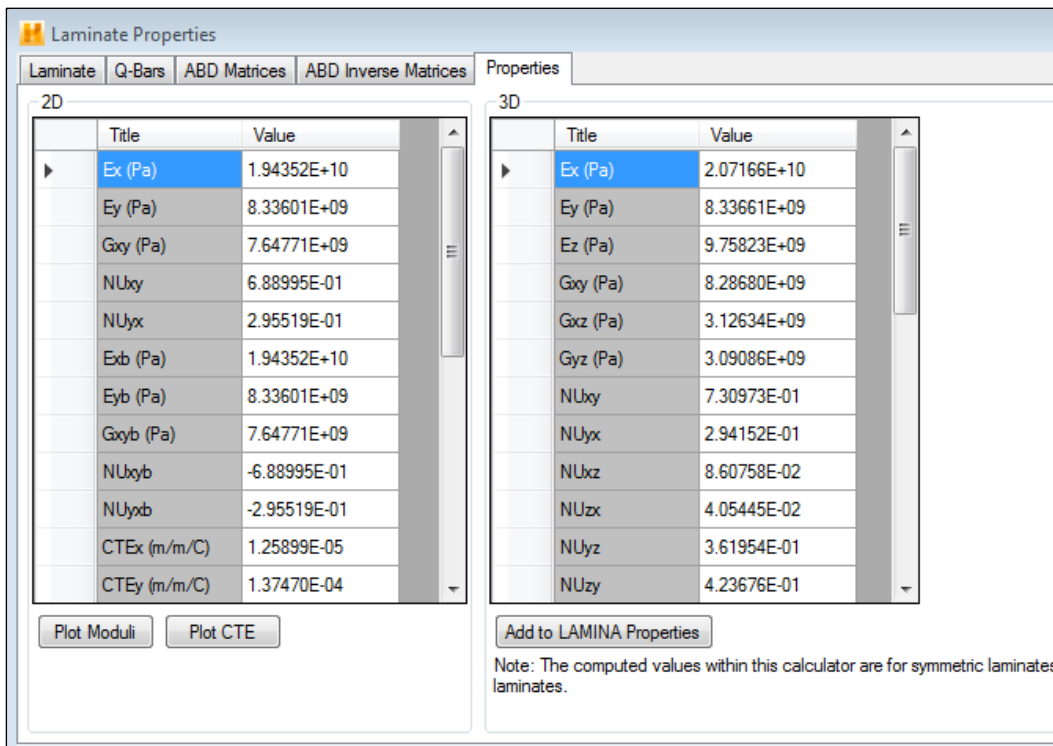 Laminate Properties
Laminate Q-Bars ABD Matrices ABD Inverse Matrices Properties
2D
Title Value
Ex (Pa) 1.94352E+10
Ey (Pa) 8.33601E+09
Gxy (Pa) 7.64771E+09
NUxy 6.88995E-01
NUyx 2.95519E-01
Exb (Pa) 1.94352E+10
Eyb (Pa) 8.33601E+09
Gxyb (Pa) 7.64771E+09
NUxyb -6.88995E-01
NUyxb -2.95519E-01
CTEx (m/m/C) 1.25899E-05
CTEy (m/m/C) 1.37470E-04
Plot Moduli Plot CTE
3D
Title Value
Ex (Pa) 2.07166E+10
Ey (Pa) 8.33661E+09
Ez (Pa) 9.75823E+09
Gxy (Pa) 8.28680E+09
Gxz (Pa) 3.12634E+09
Gyz (Pa) 3.09086E+09
NUxy 7.30973E-01
NUyx 2.94152E-01
NUxz 8.60758E-02
NUzx 4.05445E-02
NUyz 3.61954E-01
NUzy 4.23676E-01
Add to LAMINA Properties
Note: The computed values within this calculator are for symmetric laminates
laminates.